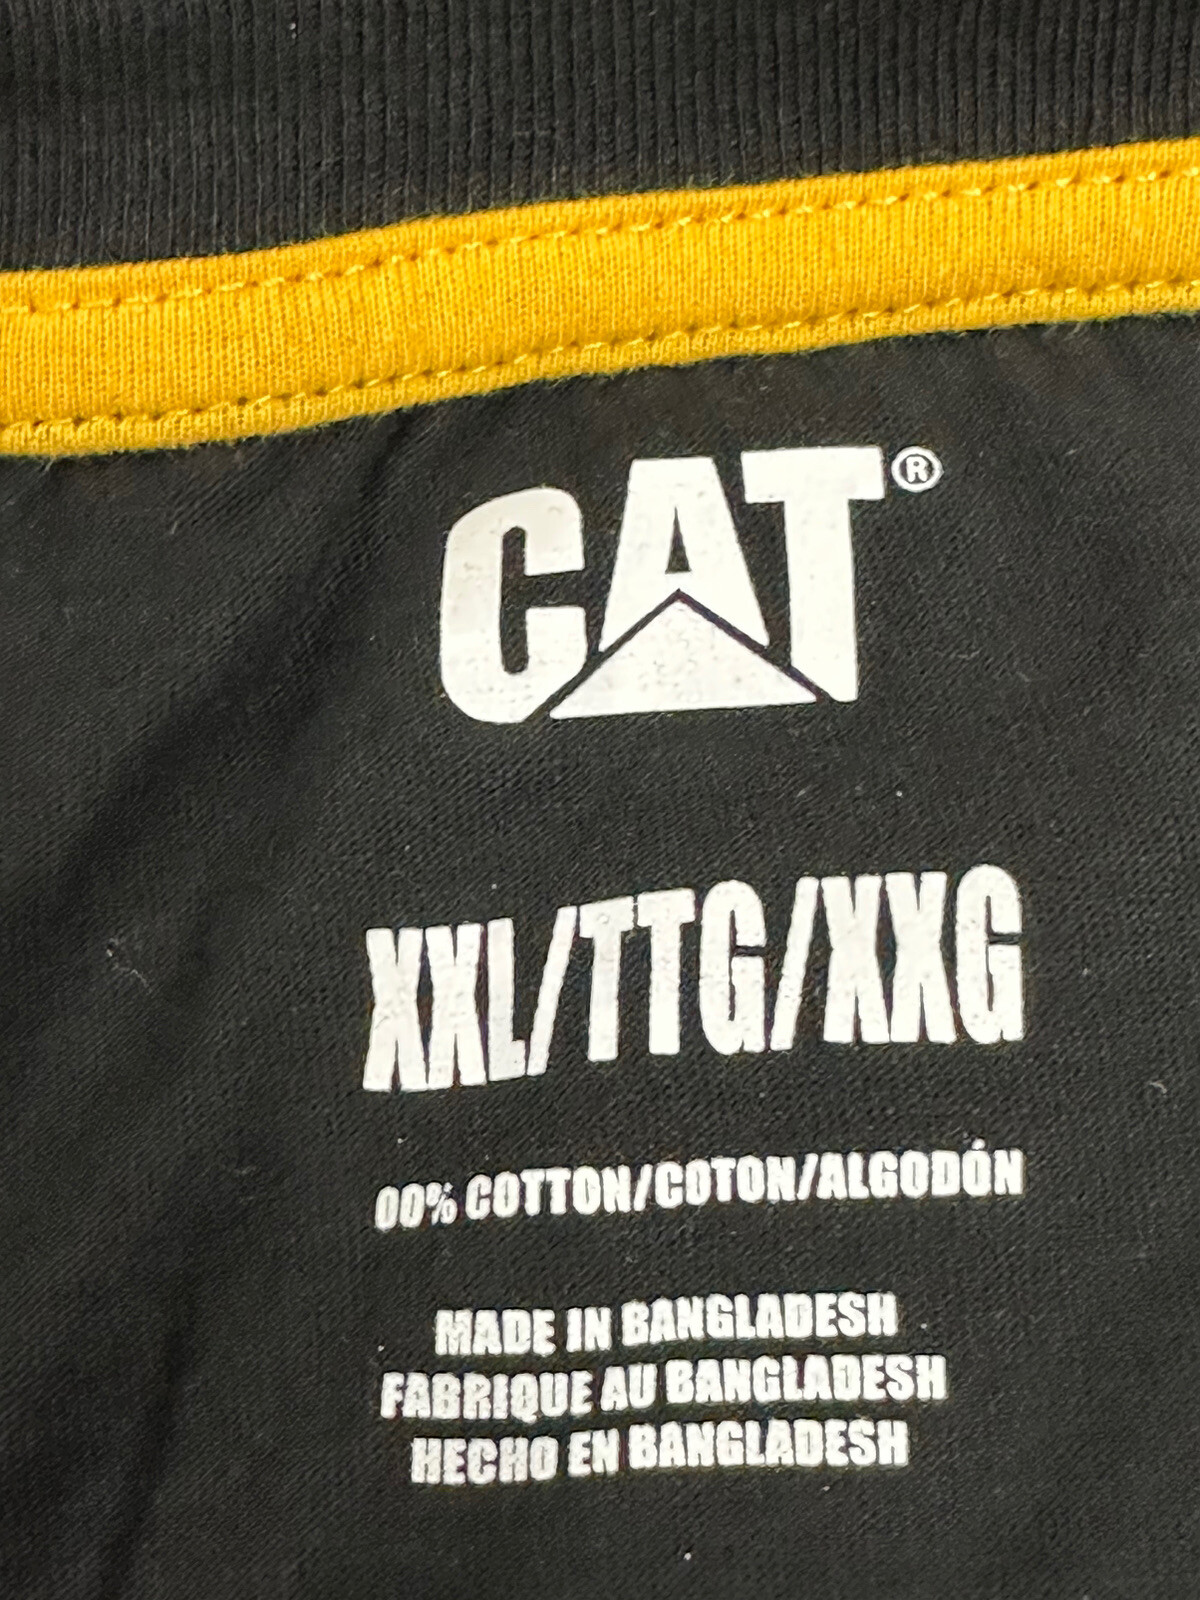 CAT®
XXL/TTG/XXG
00% COTTON/COTON/ALGODÓN
MADE IN BANGLADESH
FABRIQUE AU BANGLADESH
HECHO EN BANGLADESH